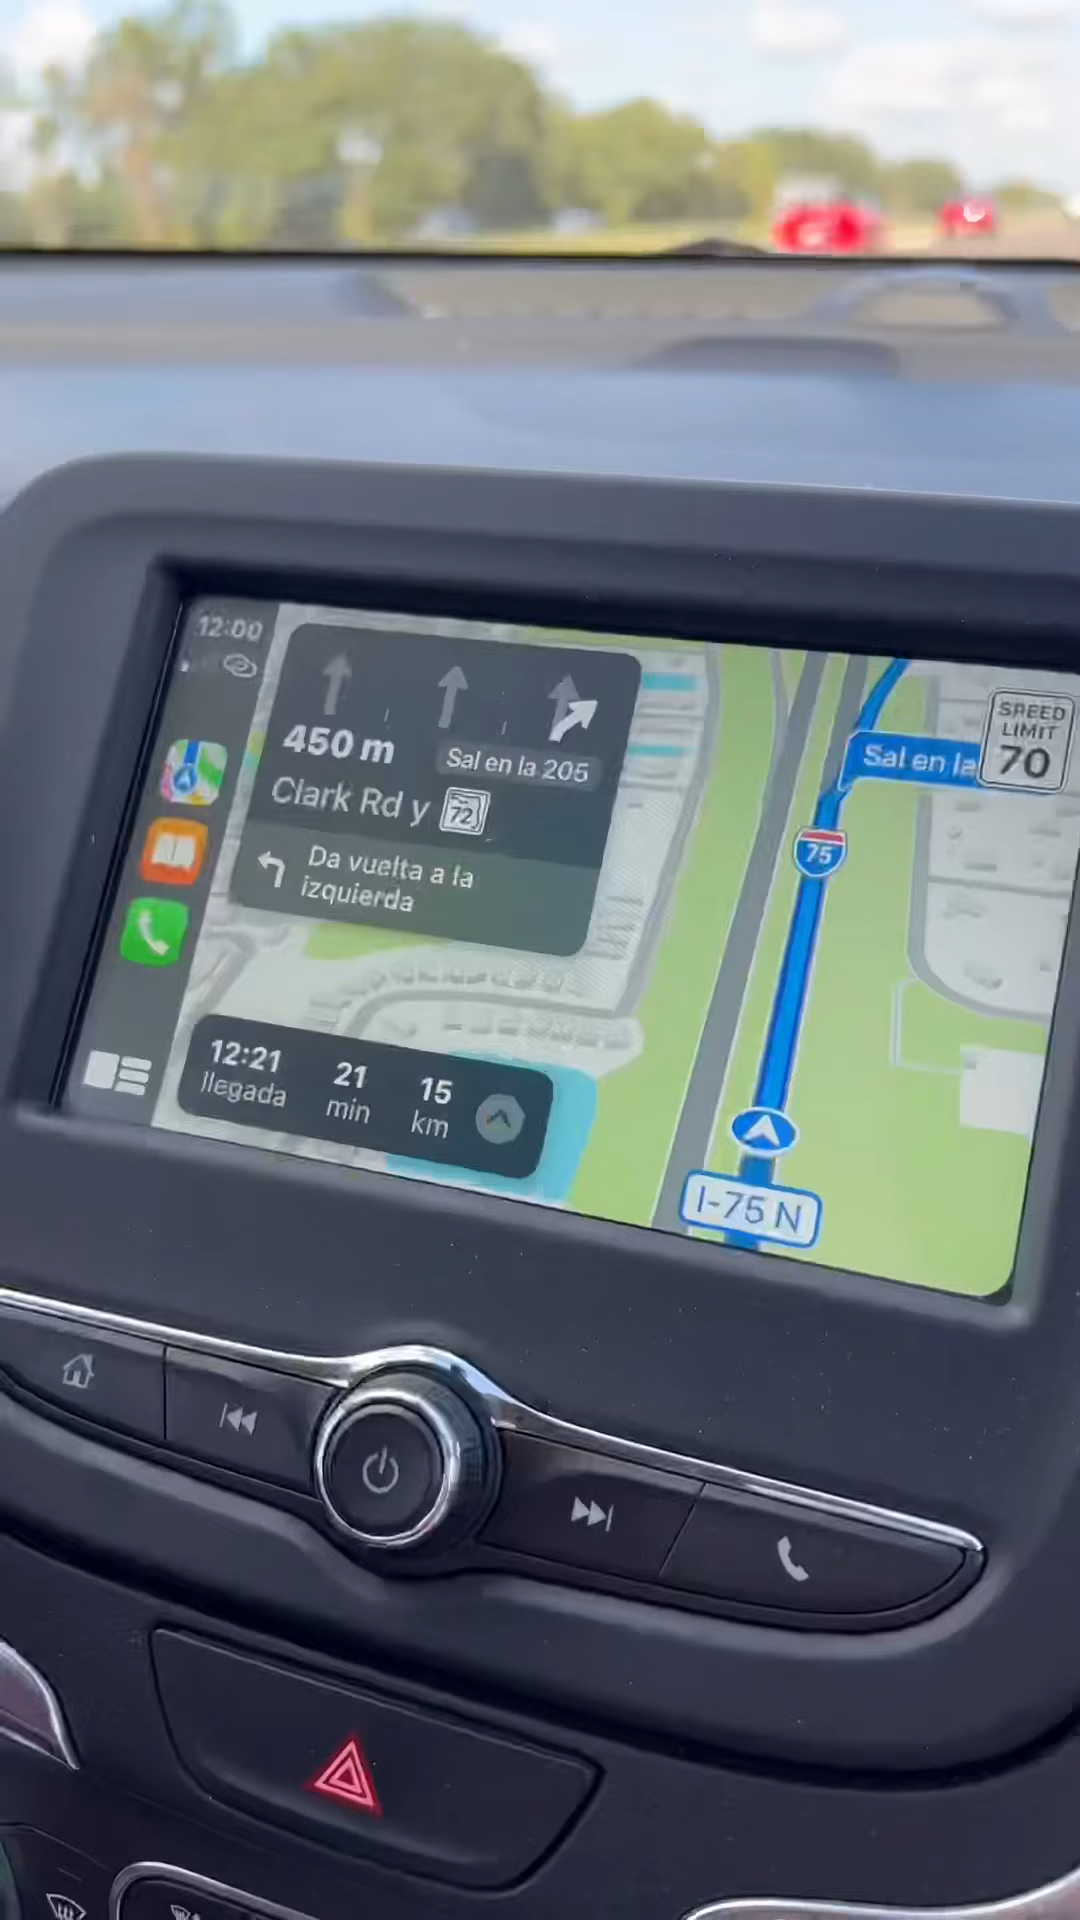 12:00
450 m
Sal en la 205
Clark Rd y 72
Da vuelta a la
izquierda
12:21 21 15
llegada min km
SPEED
LIMIT
70
Sal en la
75
I-75 N